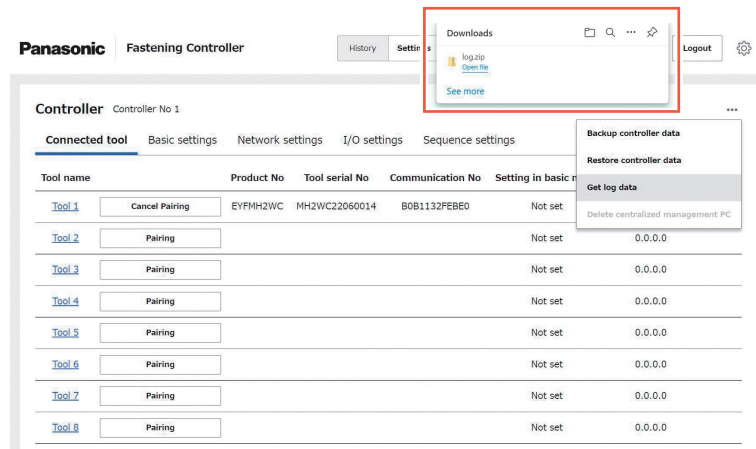 Panasonic Fastening Controller History Settings Logout
Downloads
log.zip
Open file
See more
Controller Controller No 1
Connected tool Basic settings Network settings I/O settings Sequence settings
Backup controller data
Restore controller data
Get log data
Delete centralized management PC
Tool name Product No Tool serial No Communication No Setting in basic
Tool 1 Cancel Pairing EYFMH2WC MH2WC22060014 B0B1132FEBE0 Not set
Tool 2 Pairing Not set 0.0.0.0
Tool 3 Pairing Not set 0.0.0.0
Tool 4 Pairing Not set 0.0.0.0
Tool 5 Pairing Not set 0.0.0.0
Tool 6 Pairing Not set 0.0.0.0
Tool 7 Pairing Not set 0.0.0.0
Tool 8 Pairing Not set 0.0.0.0